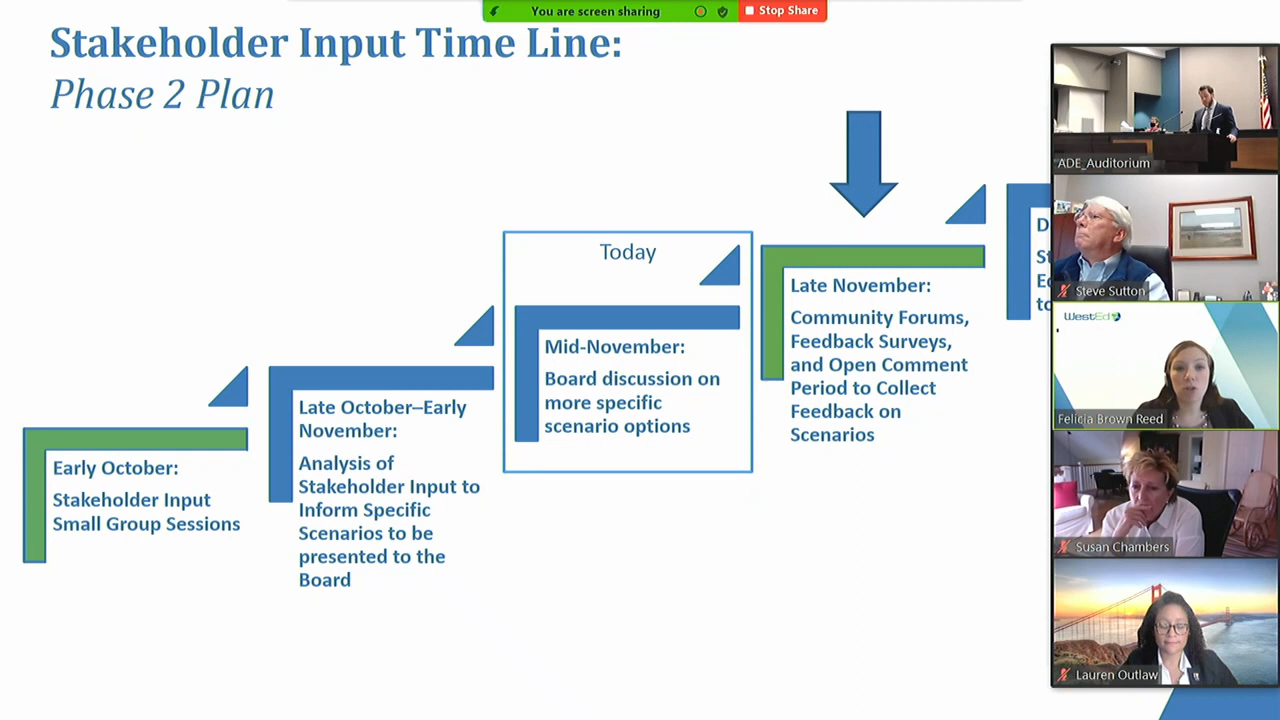 You are screen sharing
Stop Share
Stakeholder Input Time Line:
Phase 2 Plan
Early October:
Stakeholder Input
Small Group Sessions
Late October–Early
November:
Analysis of
Stakeholder Input to
Inform Specific
Scenarios to be
presented to the
Board
Today
Mid-November:
Board discussion on
more specific
scenario options
Late November:
Community Forums,
Feedback Surveys,
and Open Comment
Period to Collect
Feedback on
Scenarios
ADE_Auditorium
Steve Sutton
WestEd
Felicia Brown Reed
Susan Chambers
Lauren Outlaw